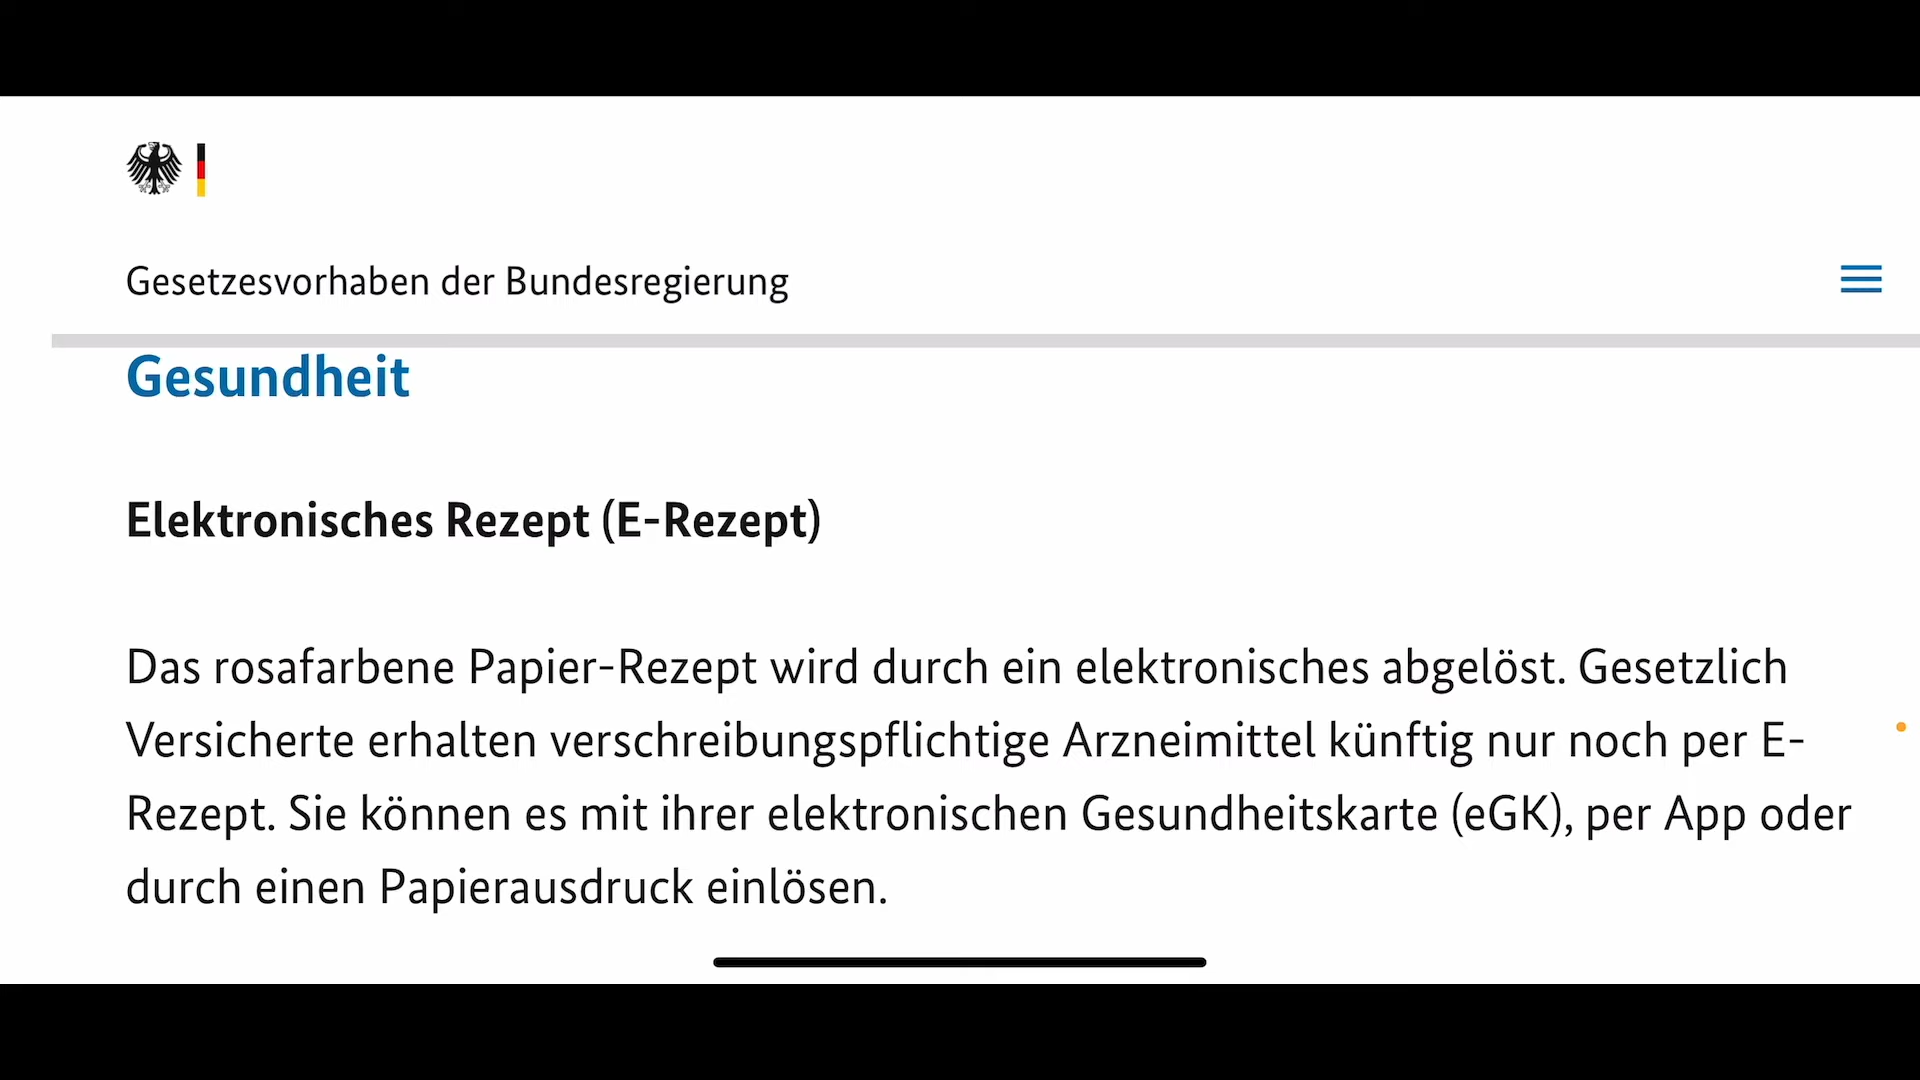 Gesetzesvorhaben der Bundesregierung
Gesundheit
Elektronisches Rezept (E-Rezept)
Das rosafarbene Papier-Rezept wird durch ein elektronisches abgelöst. Gesetzlich
Versicherte erhalten verschreibungspflichtige Arzneimittel künftig nur noch per E-
Rezept. Sie können es mit ihrer elektronischen Gesundheitskarte (eGK), per App oder
durch einen Papierausdruck einlösen.